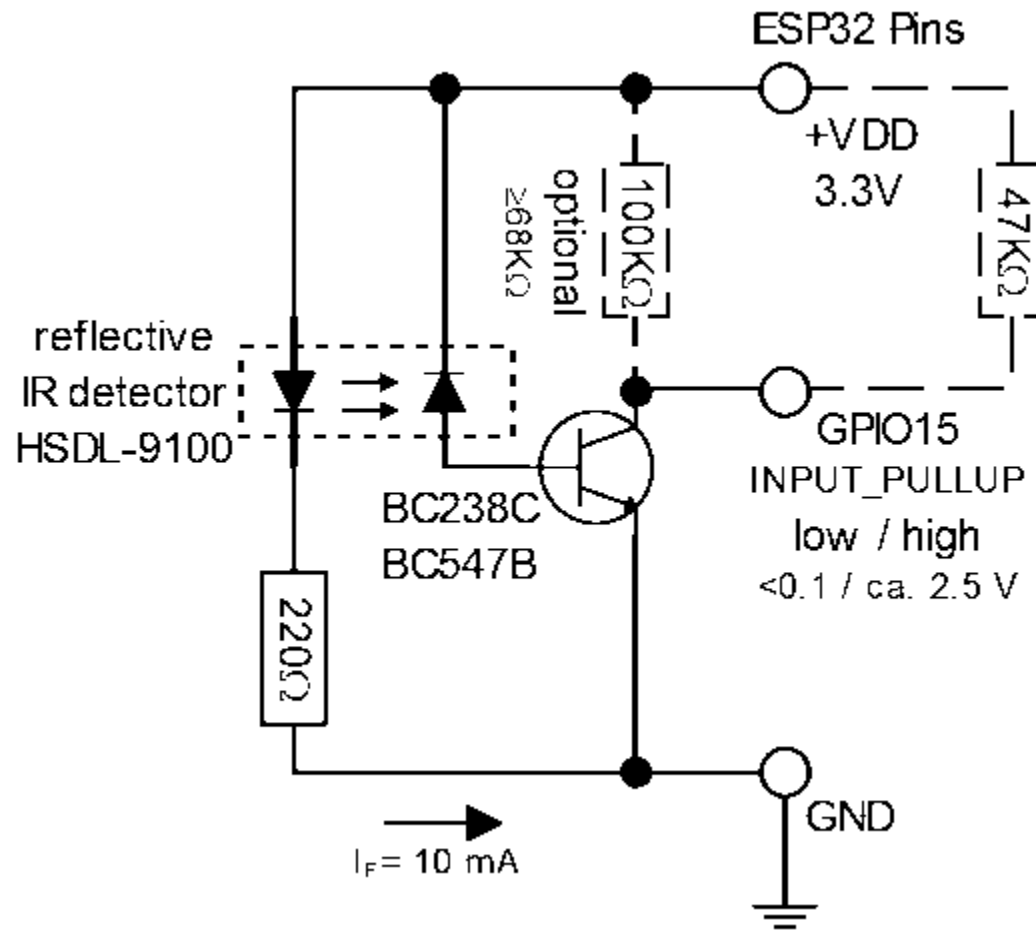 ESP32 Pins
+VDD
3.3V
100KΩ
optional
≥68KΩ
47KΩ
reflective
IR detector
HSDL-9100
GPIO15
INPUT_PULLUP
low / high
<0.1 / ca. 2.5 V
BC238C
BC547B
220Ω
GND
IF= 10 mA